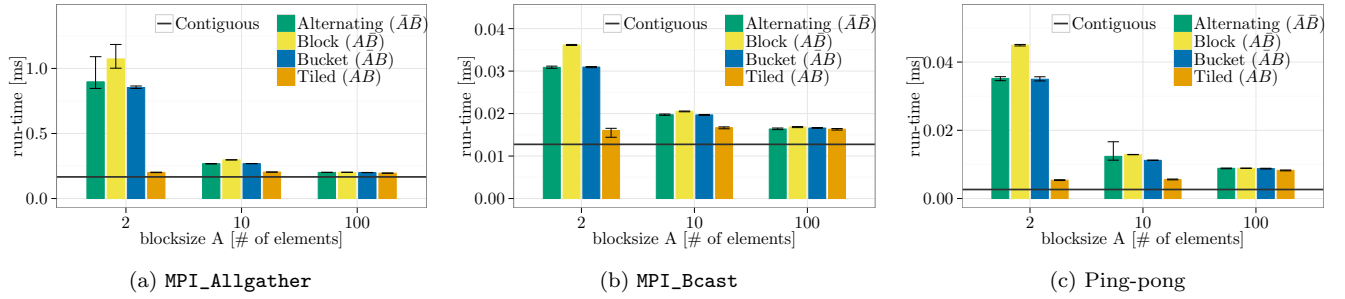 Contiguous
Alternating (ĀB̄)
Block (AB̄)
Bucket (ĀB)
Tiled (AB)
run-time [ms]
1.0
0.5
0.0
2
10
100
blocksize A [# of elements]
(a) MPI_Allgather
Contiguous
Alternating (ĀB̄)
Block (AB̄)
Bucket (ĀB)
Tiled (AB)
run-time [ms]
0.04
0.03
0.02
0.01
0.00
2
10
100
blocksize A [# of elements]
(b) MPI_Bcast
Contiguous
Alternating (ĀB̄)
Block (AB̄)
Bucket (ĀB)
Tiled (AB)
run-time [ms]
0.04
0.02
0.00
2
10
100
blocksize A [# of elements]
(c) Ping-pong